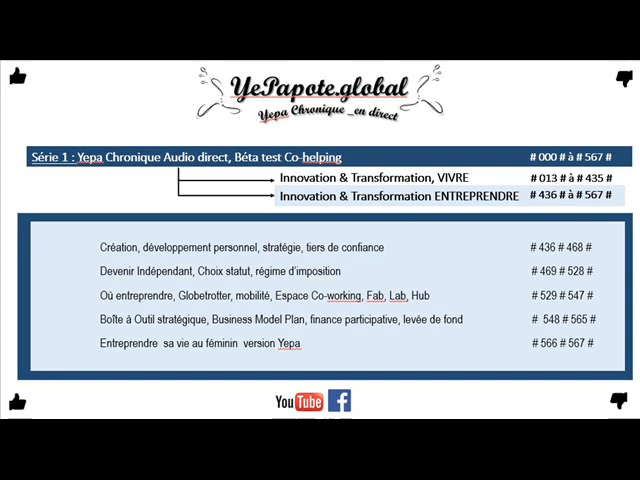 YePapote.global
Yepa Chronique _en direct
Série 1 : Yepa Chronique Audio direct, Béta test Co-helping # 000 # à # 567 #
Innovation & Transformation, VIVRE # 013 # à # 435 #
Innovation & Transformation ENTREPRENDRE # 436 # à # 567 #
Création, développement personnel, stratégie, tiers de confiance # 436 # 468 #
Devenir Indépendant, Choix statut, régime d'imposition # 469 # 528 #
Où entreprendre, Globetrotter, mobilité, Espace Co-working, Fab, Lab, Hub # 529 # 547 #
Boîte à Outil stratégique, Business Model Plan, finance participative, levée de fond # 548 # 565 #
Entreprendre sa vie au féminin version Yepa # 566 # 567 #
YouTube f